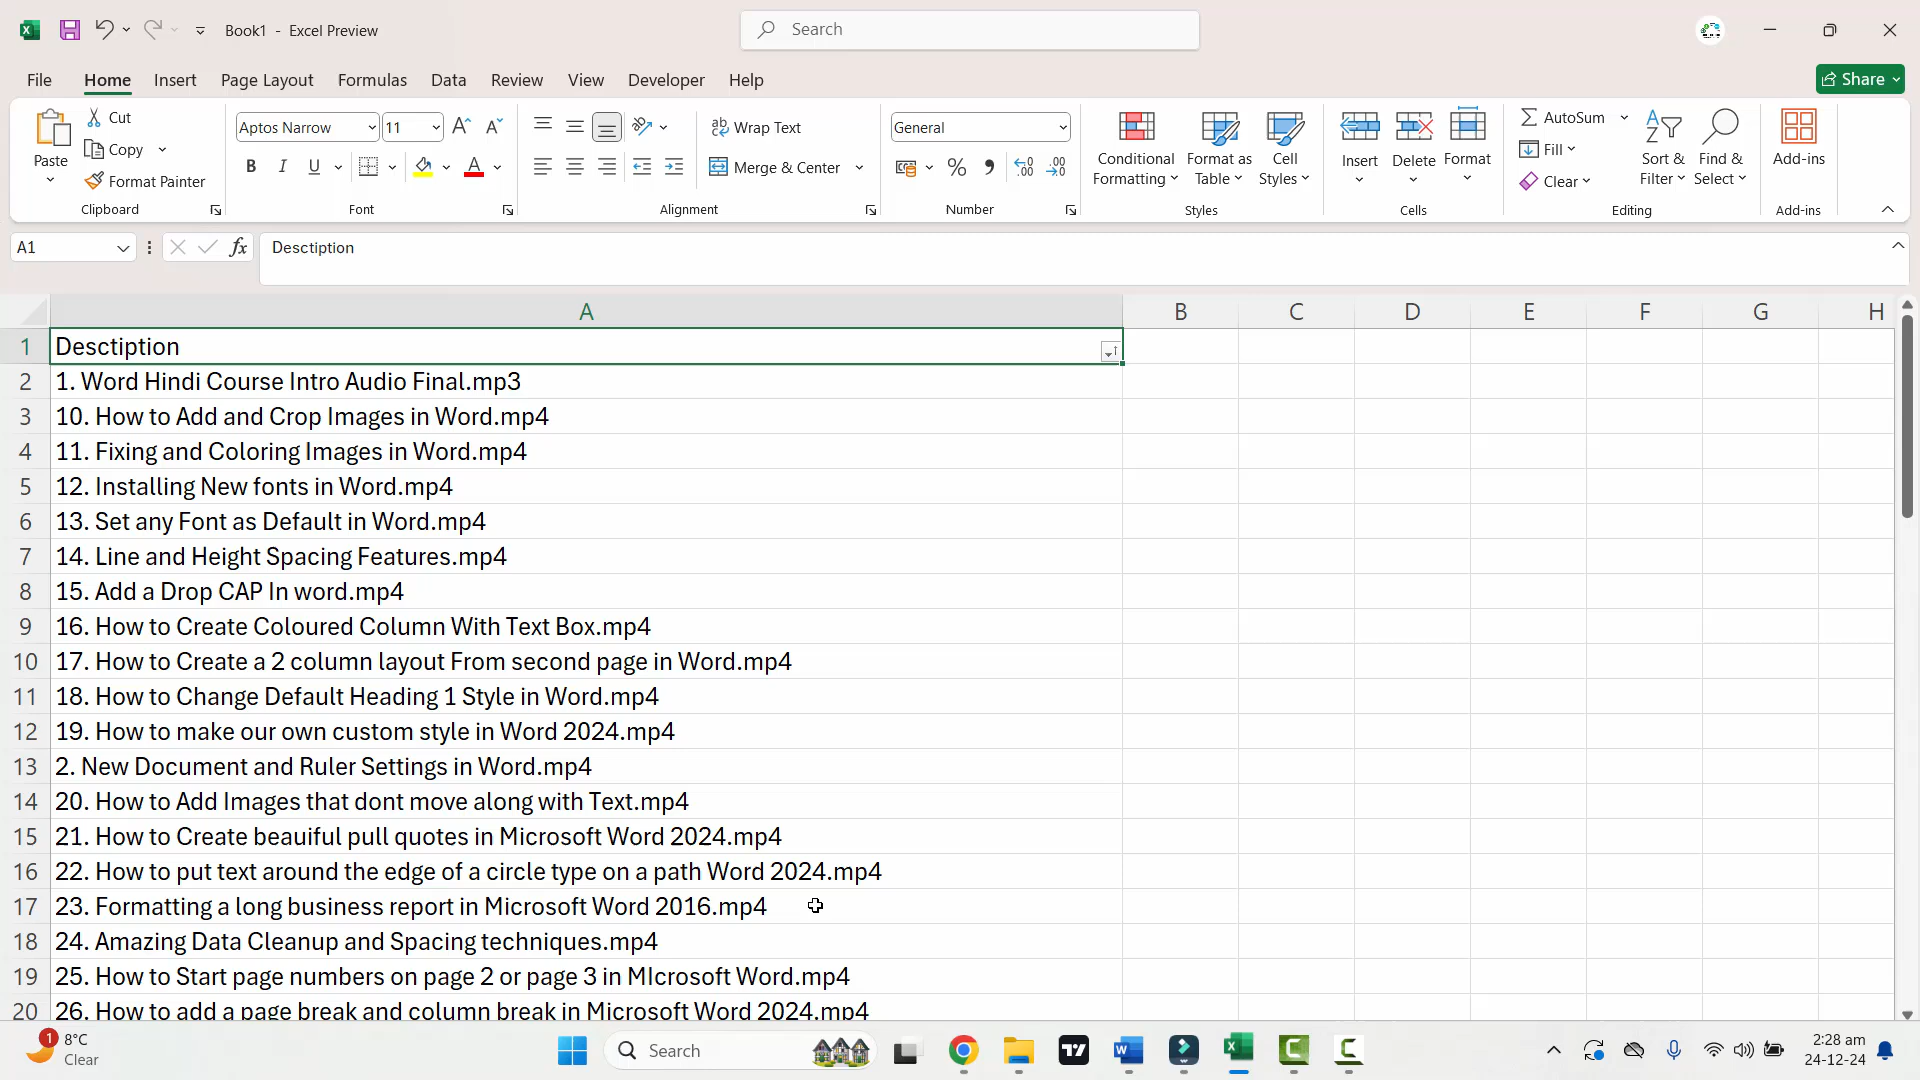 Book1 - Excel Preview
Search
File Home Insert Page Layout Formulas Data Review View Developer Help
Share
Paste
Cut
Copy
Format Painter
Clipboard
Aptos Narrow 11
B I U
Font
Wrap Text
Merge & Center
Alignment
General
Number
Conditional Formatting
Format as Table
Cell Styles
Styles
Insert Delete Format
Cells
AutoSum
Fill
Clear
Sort & Filter
Find & Select
Editing
Add-ins
Add-ins
A1 fx Desctiption
A B C D E F G H
1 Desctiption
2 1. Word Hindi Course Intro Audio Final.mp3
3 10. How to Add and Crop Images in Word.mp4
4 11. Fixing and Coloring Images in Word.mp4
5 12. Installing New fonts in Word.mp4
6 13. Set any Font as Default in Word.mp4
7 14. Line and Height Spacing Features.mp4
8 15. Add a Drop CAP In word.mp4
9 16. How to Create Coloured Column With Text Box.mp4
10 17. How to Create a 2 column layout From second page in Word.mp4
11 18. How to Change Default Heading 1 Style in Word.mp4
12 19. How to make our own custom style in Word 2024.mp4
13 2. New Document and Ruler Settings in Word.mp4
14 20. How to Add Images that dont move along with Text.mp4
15 21. How to Create beauiful pull quotes in Microsoft Word 2024.mp4
16 22. How to put text around the edge of a circle type on a path Word 2024.mp4
17 23. Formatting a long business report in Microsoft Word 2016.mp4
18 24. Amazing Data Cleanup and Spacing techniques.mp4
19 25. How to Start page numbers on page 2 or page 3 in MIcrosoft Word.mp4
20 26. How to add a page break and column break in Microsoft Word 2024.mp4
1
8°C
Clear
Search
2:28 am
24-12-24